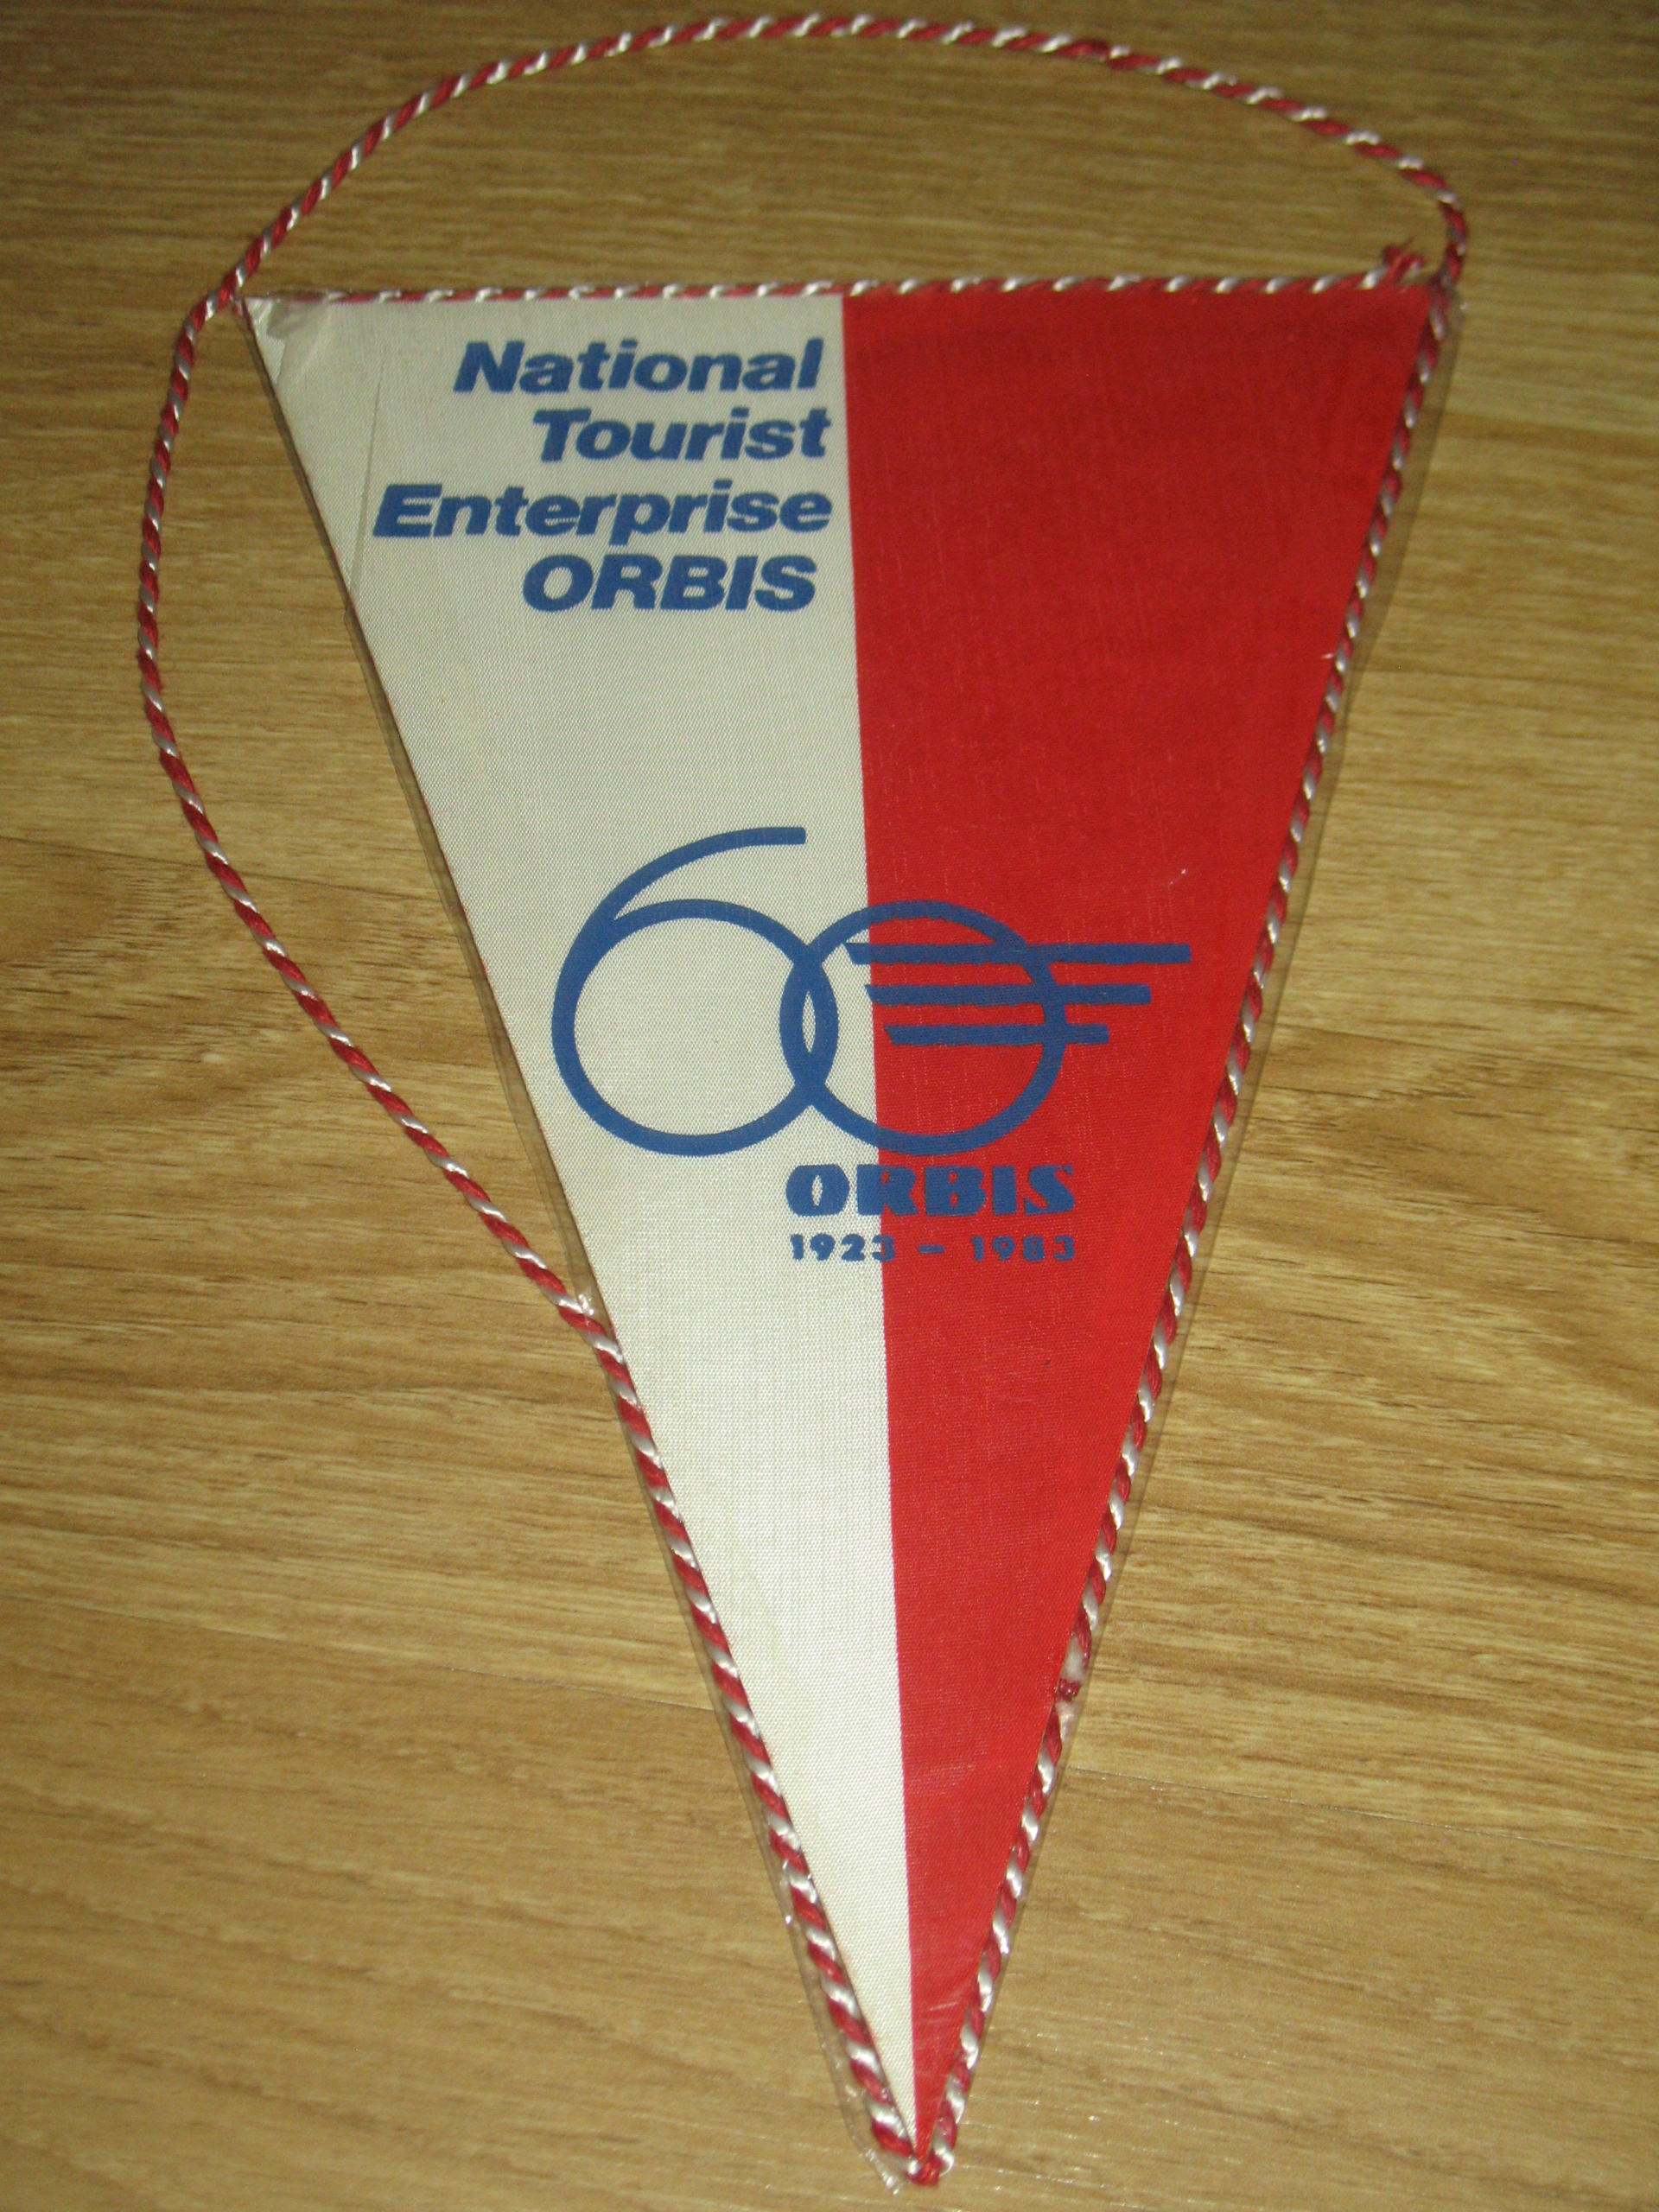 National
Tourist
Enterprise
ORBIS
60
ORBIS
1923 - 1983